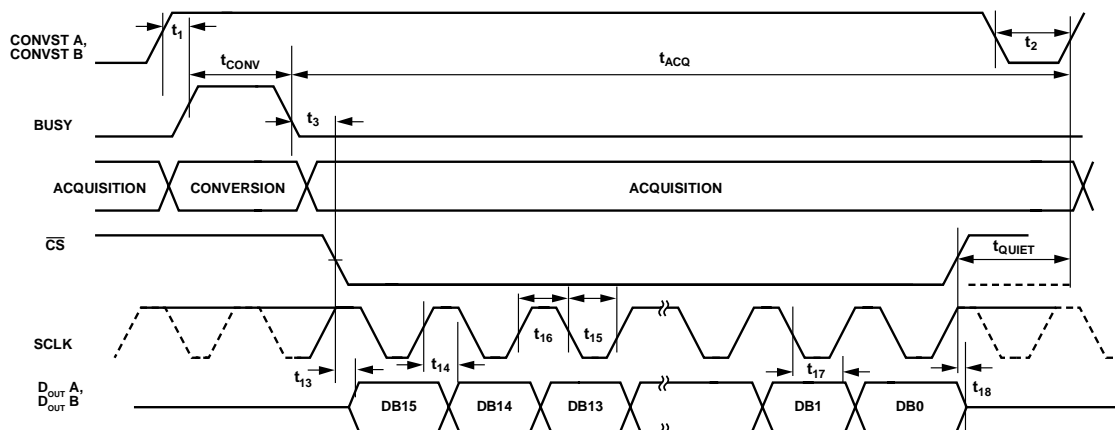 CONVST A,
CONVST B
t1
t2
tCONV
tACQ
BUSY
t3
ACQUISITION CONVERSION ACQUISITION
CS
tQUIET
SCLK
t16 t15
t13 t14 t17 t18
DOUT A,
DOUT B
DB15 DB14 DB13 DB1 DB0